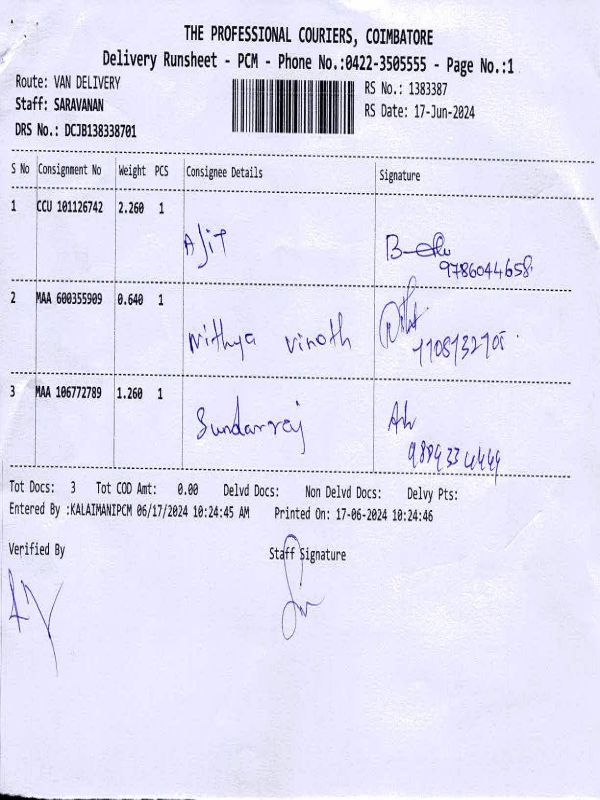 THE PROFESSIONAL COURIERS, COIMBATORE
Delivery Runsheet - PCM - Phone No.:0422-3505555 - Page No.:1
Route: VAN DELIVERY
RS No.: 1383387
Staff: SARAVANAN
RS Date: 17-Jun-2024
DRS No.: DCJB138338701
S No Consignment No Weight PCS Consignee Details Signature
1 CCU 101126742 2.260 1
Ajit
9786044658
2 MAA 600355909 0.640 1
Nithya Vinoth
3 MAA 106772789 1.260 1
Sundarraj
Tot Docs: 3 Tot COD Amt: 0.00 Delvd Docs: Non Delvd Docs: Delvy Pts:
Entered By :KALAIMANIPCM 06/17/2024 10:24:45 AM Printed On: 17-06-2024 10:24:46
Verified By Staff Signature